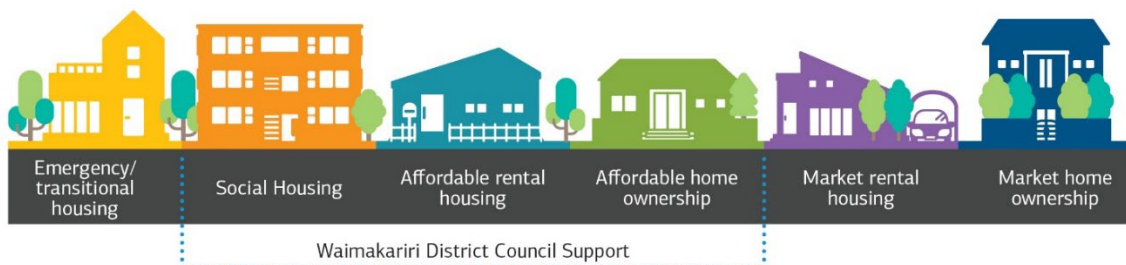 Emergency/
transitional
housing
Social Housing
Affordable rental
housing
Affordable home
ownership
Market rental
housing
Market home
ownership
Waimakariri District Council Support